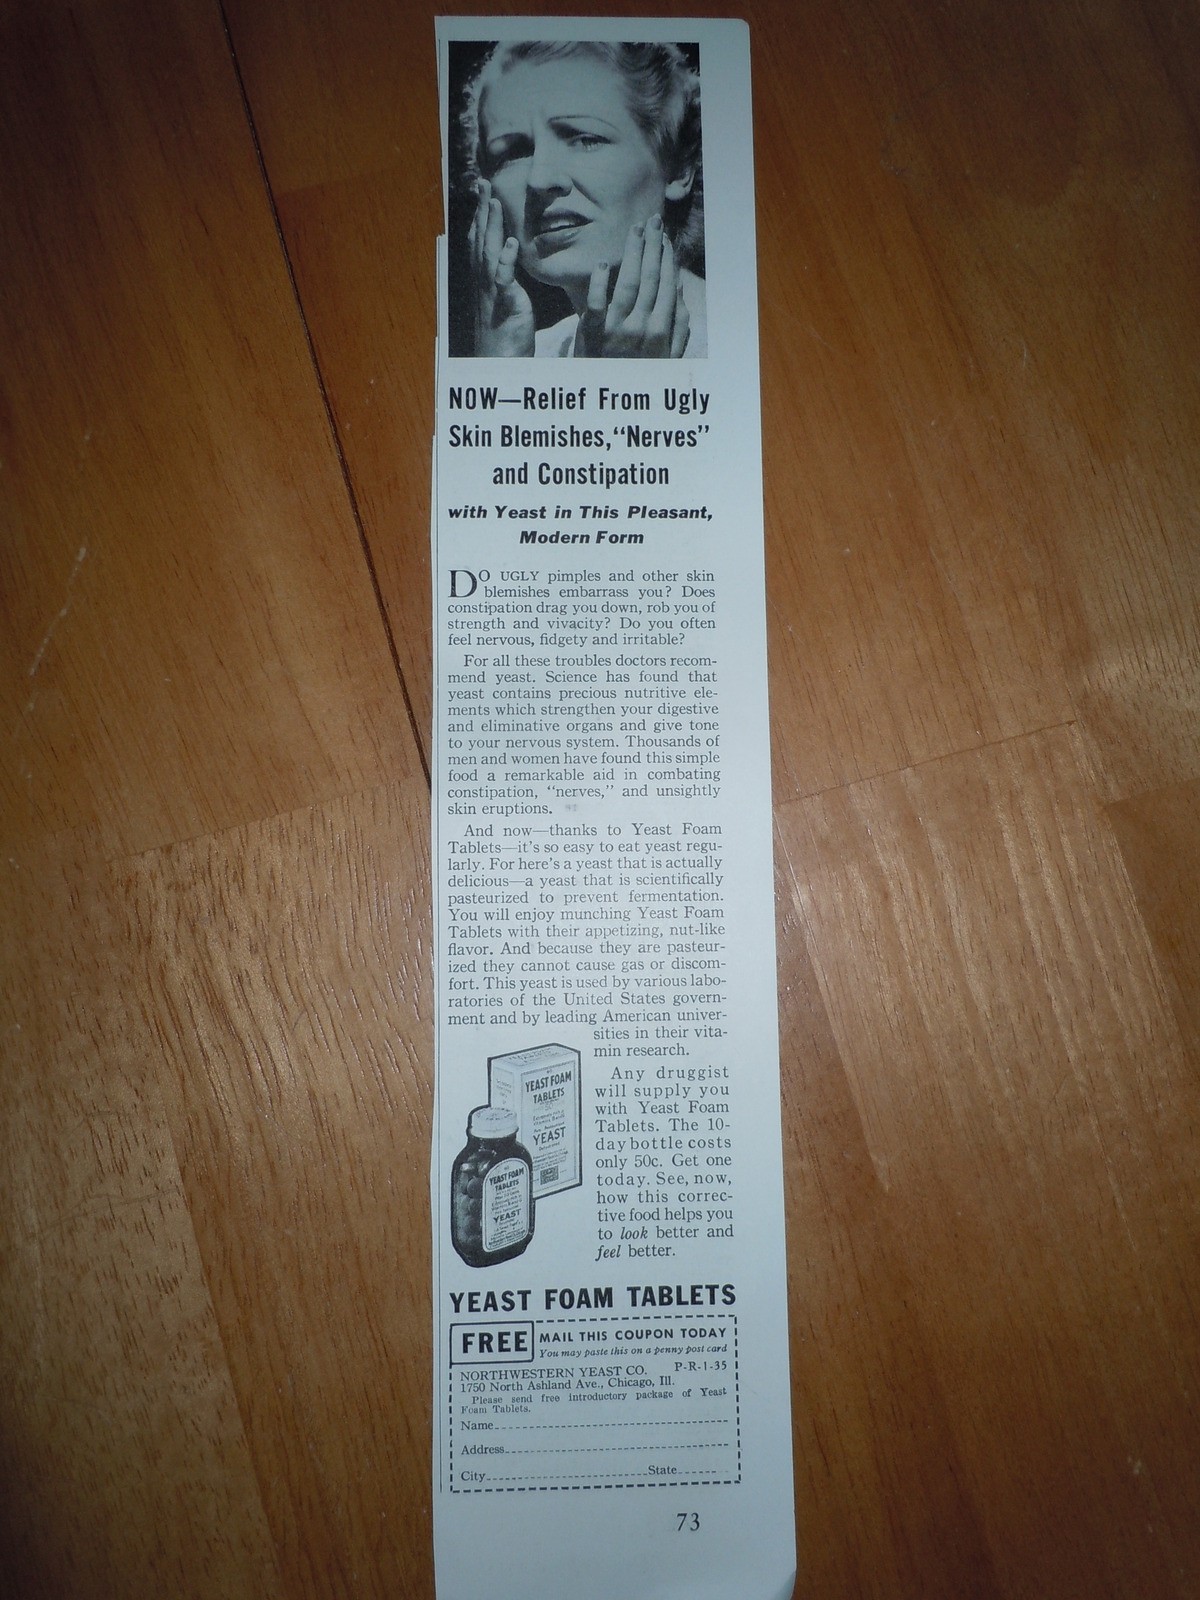 NOW—Relief From Ugly
Skin Blemishes, “Nerves”
and Constipation
with Yeast in This Pleasant,
Modern Form
DO UGLY pimples and other skin
blemishes embarrass you? Does
constipation drag you down, rob you of
strength and vivacity? Do you often
feel nervous, fidgety and irritable?
For all these troubles doctors recom-
mend yeast. Science has found that
yeast contains precious nutritive ele-
ments which strengthen your digestive
and eliminative organs and give tone
to your nervous system. Thousands of
men and women have found this simple
food a remarkable aid in combating
constipation, “nerves,” and unsightly
skin eruptions.
And now—thanks to Yeast Foam
Tablets—it's so easy to eat yeast regu-
larly. For here's a yeast that is actually
delicious—a yeast that is scientifically
pasteurized to prevent fermentation.
You will enjoy munching Yeast Foam
Tablets with their appetizing, nut-like
flavor. And because they are pasteur-
ized they cannot cause gas or discom-
fort. This yeast is used by various labo-
ratories of the United States govern-
ment and by leading American univer-
sities in their vita-
min research.
Any druggist
will supply you
with Yeast Foam
Tablets. The 10-
day bottle costs
only 50c. Get one
today. See, now,
how this correc-
tive food helps you
to look better and
feel better.
YEAST FOAM
TABLETS
YEAST
YEAST FOAM
TABLETS
YEAST
YEAST FOAM TABLETS
FREE
MAIL THIS COUPON TODAY
You may paste this on a penny post card
NORTHWESTERN YEAST CO. P-R-1-35
1750 North Ashland Ave., Chicago, Ill.
Please send free introductory package of Yeast
Foam Tablets.
Name
Address
City State
73